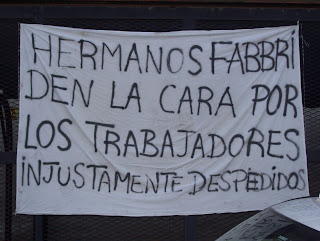 HERMANOS FABBRI
DEN LA CARA POR
LOS TRABAJADORES
INJUSTAMENTE DESPEDIDOS